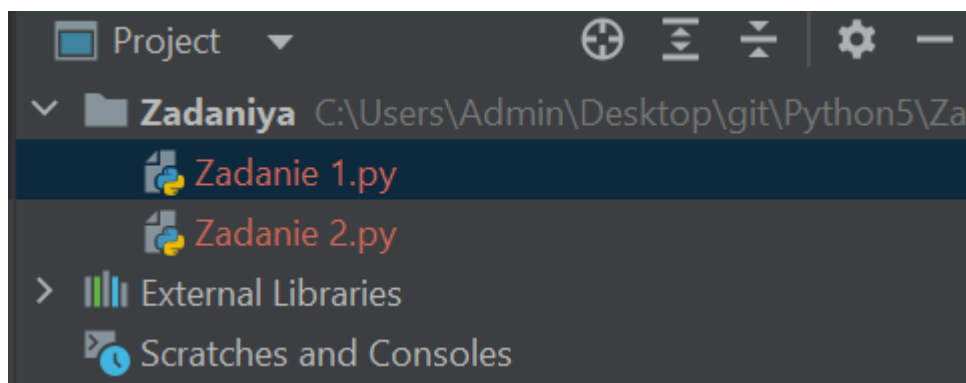 Project
Zadaniya C:\Users\Admin\Desktop\git\Python5\Za
Zadanie 1.py
Zadanie 2.py
External Libraries
Scratches and Consoles